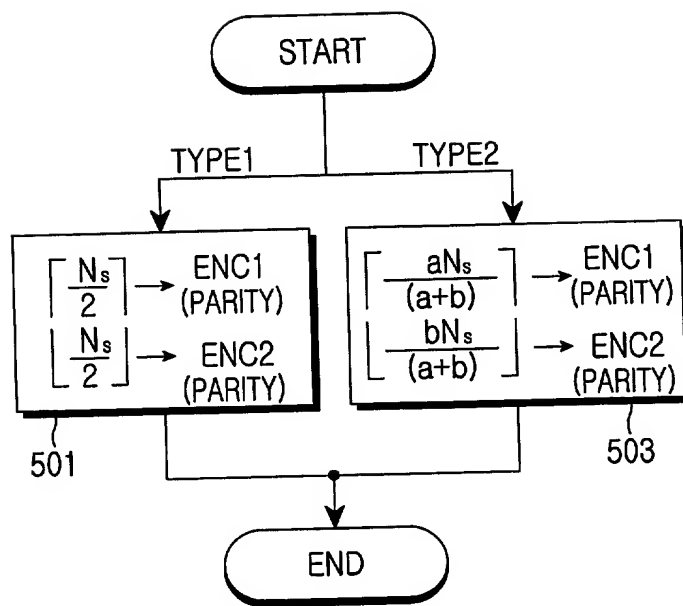 START
TYPE1
TYPE2
⌈Ns/2⌉ → ENC1
(PARITY)
⌊Ns/2⌋ → ENC2
(PARITY)
501
⌈aNs/(a+b)⌉ → ENC1
(PARITY)
⌊bNs/(a+b)⌋ → ENC2
(PARITY)
503
END